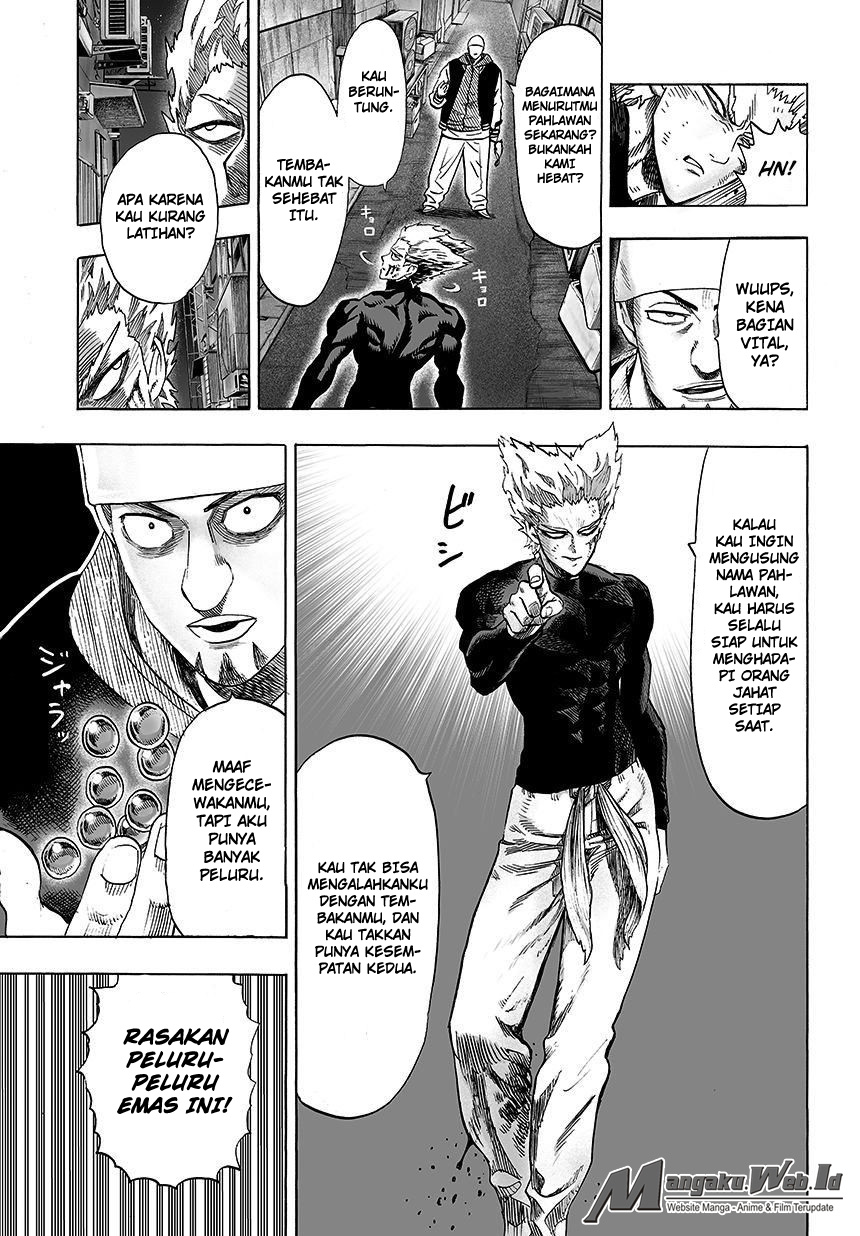 HN!
WUUPS,
KENA
BAGIAN
VITAL,
YA?
BAGAIMANA
MENURUTMU
PAHLAWAN
SEKARANG?
BUKANKAH
KAMI
HEBAT?
KAU
BERUN-
TUNG.
TEMBA-
KANMU TAK
SEHEBAT
ITU.
キョロ
キョロ
APA KARENA
KAU KURANG
LATIHAN?
KALAU
KAU INGIN
MENGUSUNG
NAMA PAH-
LAWAN,
KAU HARUS
SELALU
SIAP UNTUK
MENGHADA-
PI ORANG
JAHAT
SETIAP
SAAT.
ビシ
KAU TAK BISA
MENGALAHKANKU
DENGAN TEM-
BAKANMU, DAN
KAU TAKKAN
PUNYA KESEM-
PATAN KEDUA.
ジャラッ
MAAF
MENGECE-
WAKANMU,
TAPI AKU
PUNYA
BANYAK
PELURU.
RASAKAN
PELURU-
PELURU
EMAS INI!
Mangaku.Web.Id
Website Manga - Anime & Film Terupdate